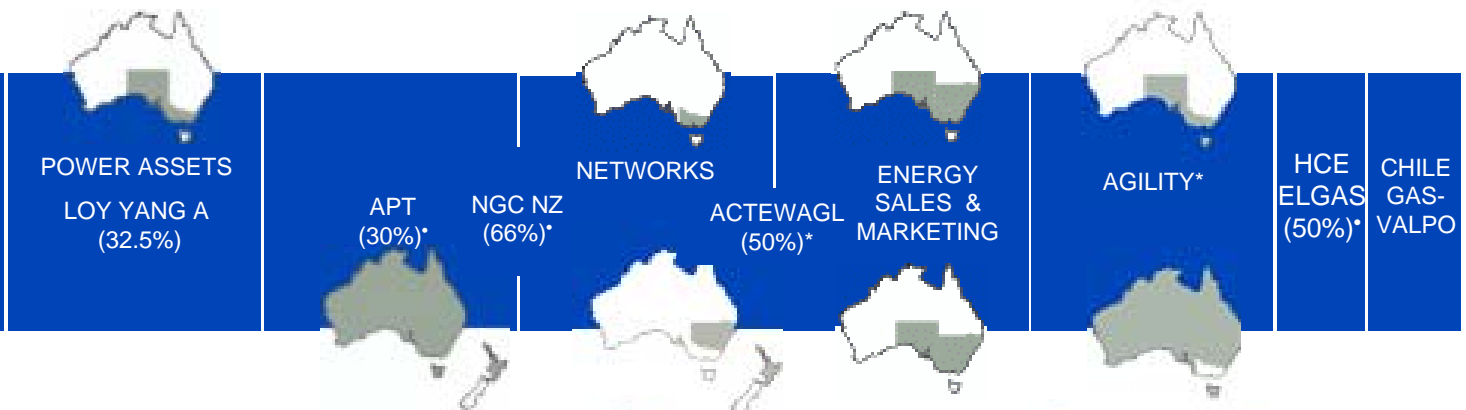 POWER ASSETS
LOY YANG A
(32.5%)
APT
(30%)•
NGC NZ
(66%)•
NETWORKS
ACTEWAGL
(50%)*
ENERGY
SALES &
MARKETING
AGILITY*
HCE
ELGAS
(50%)•
CHILE
GAS-
VALPO